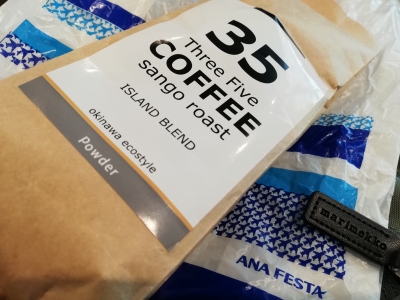 35
Three Five
COFFEE
sango roast
ISLAND BLEND
okinawa ecostyle
powder
marimekko
ANA FESTA